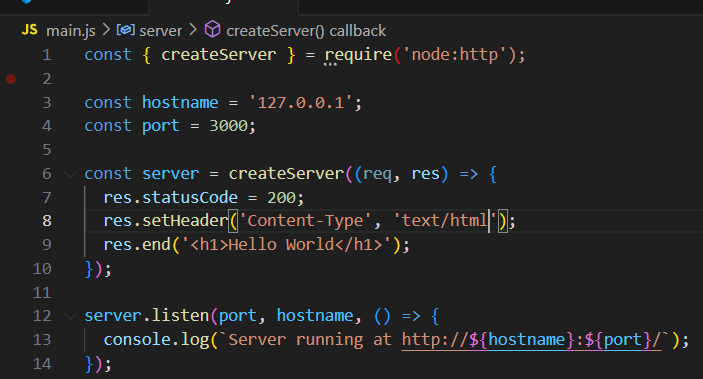 JS main.js > server > createServer() callback
1 const { createServer } = require('node:http');
2
3 const hostname = '127.0.0.1';
4 const port = 3000;
5
6 const server = createServer((req, res) => {
7 res.statusCode = 200;
8 res.setHeader('Content-Type', 'text/html');
9 res.end('<h1>Hello World</h1>');
10 });
11
12 server.listen(port, hostname, () => {
13 console.log(`Server running at http://${hostname}:${port}/`);
14 });